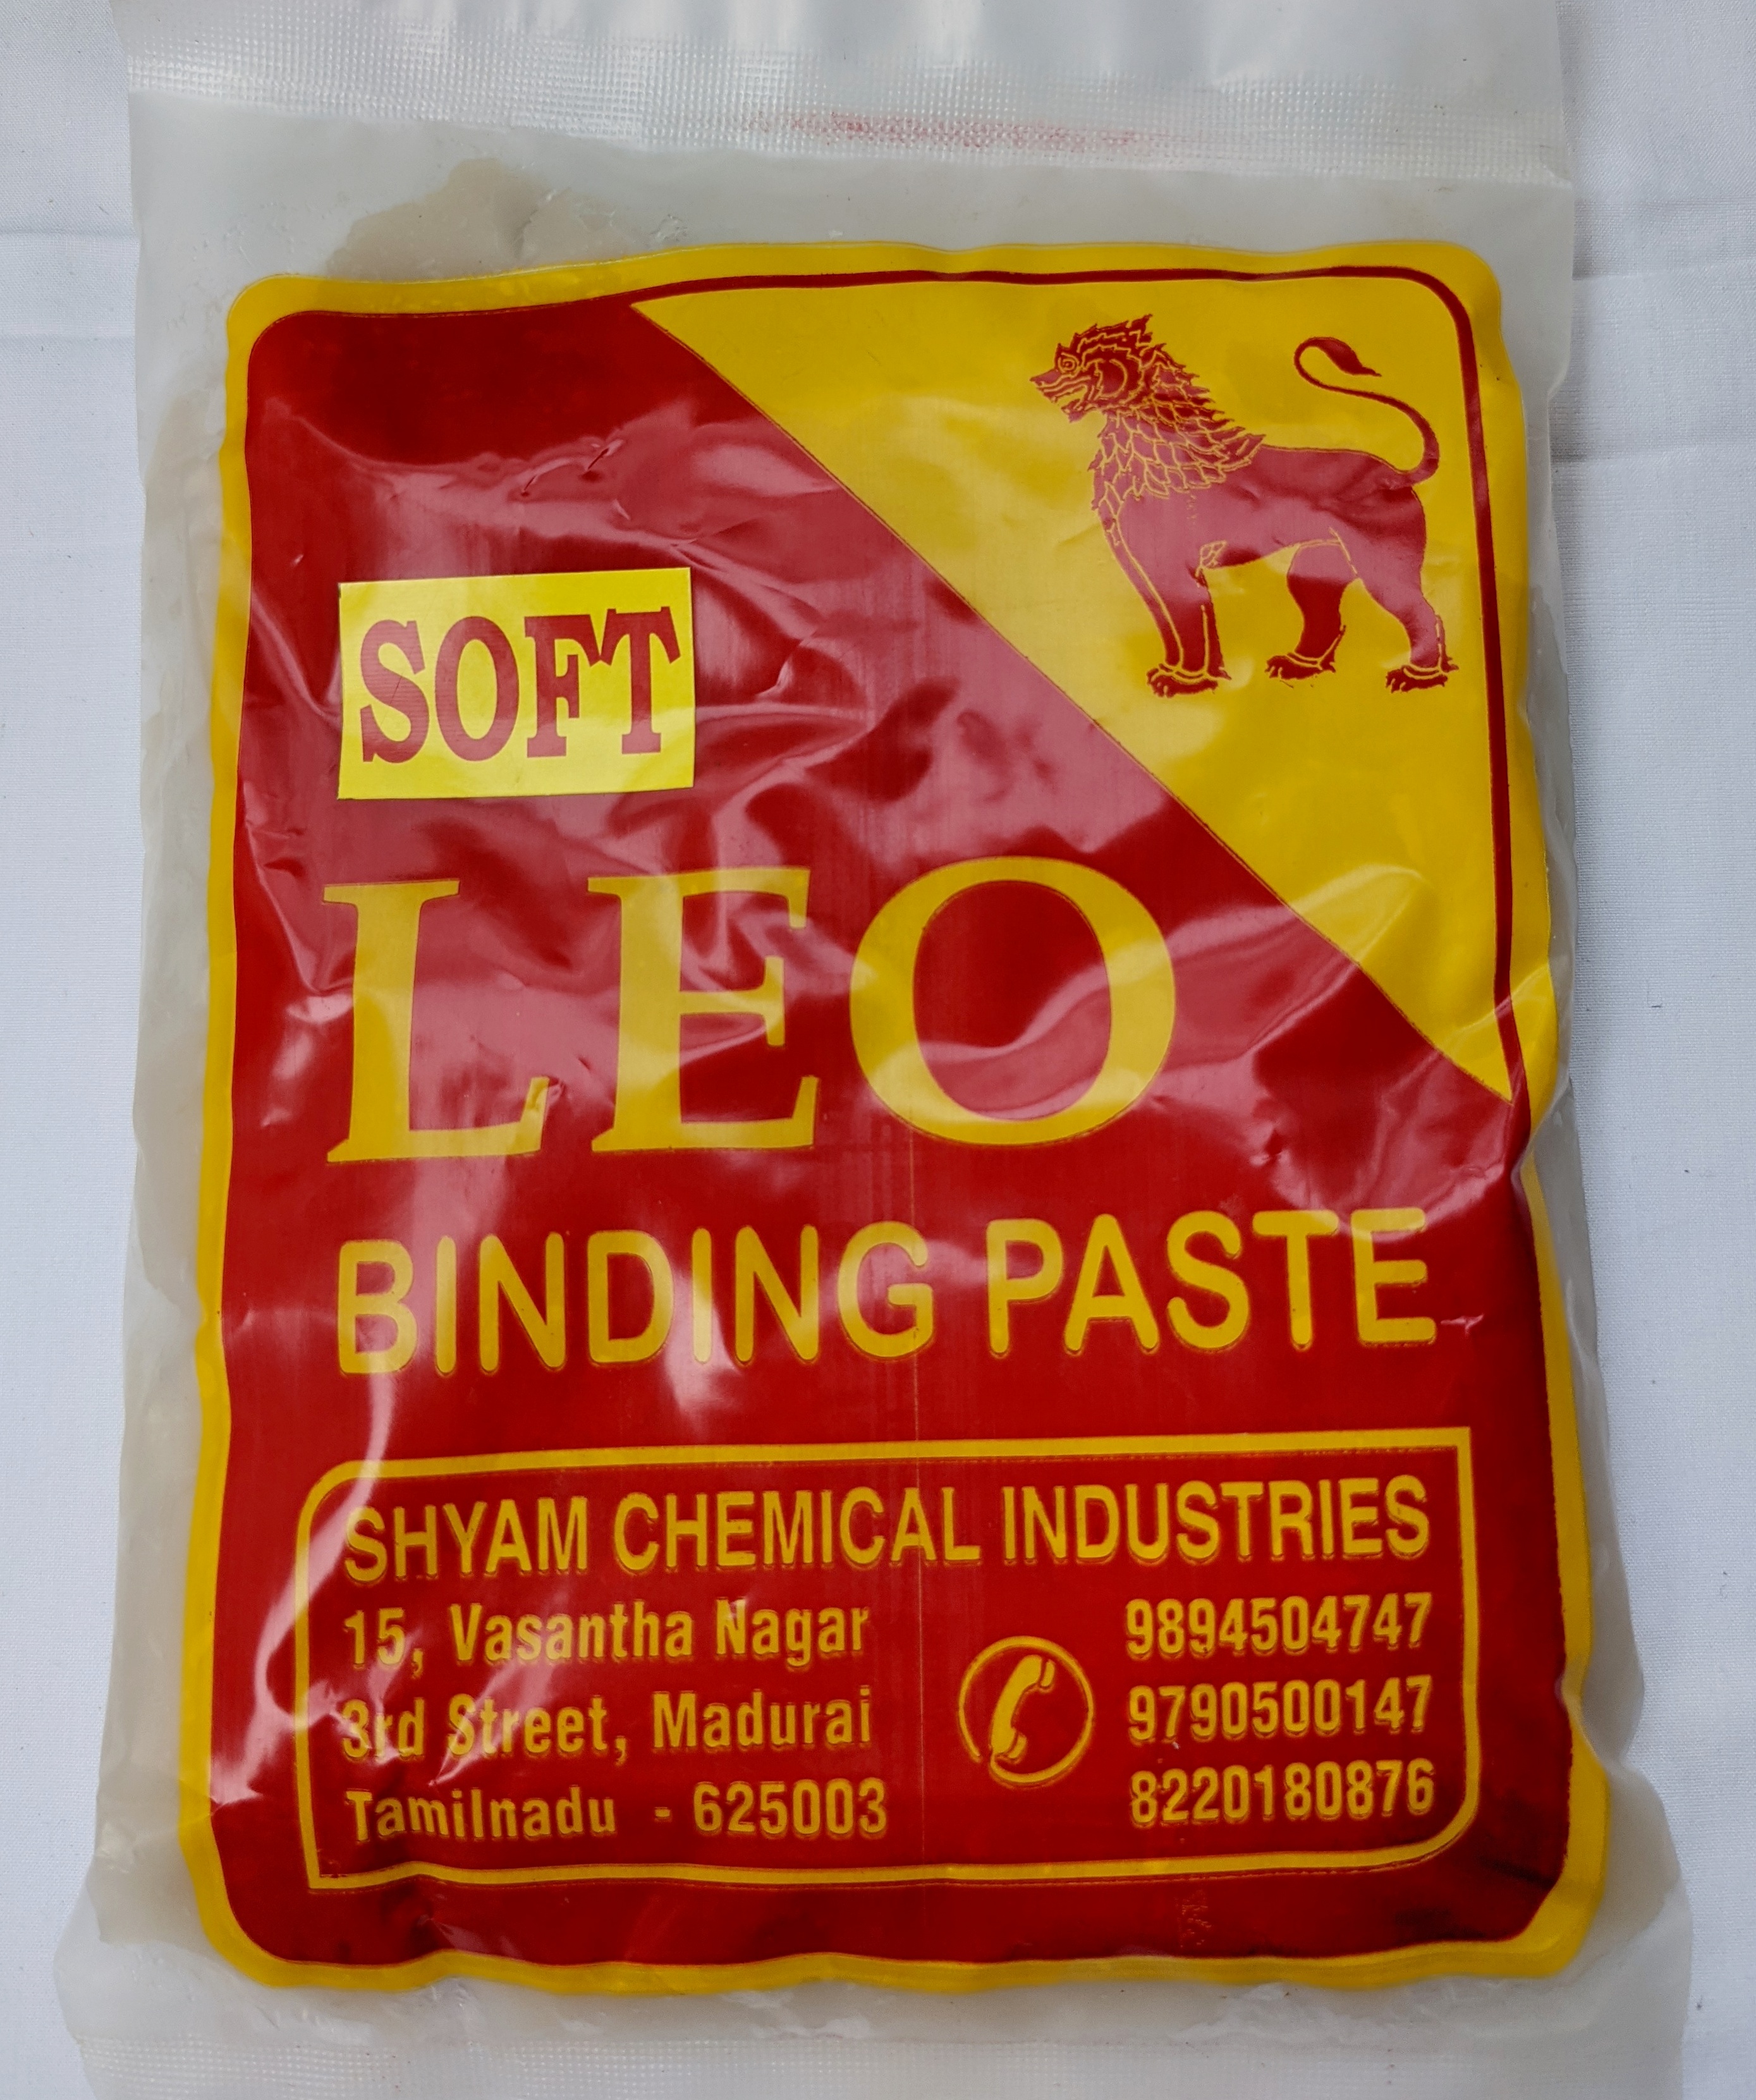 SOFT
LEO
BINDING PASTE
SHYAM CHEMICAL INDUSTRIES
15, Vasantha Nagar
3rd Street, Madurai
Tamilnadu - 625003
9894504747
9790500147
8220180876